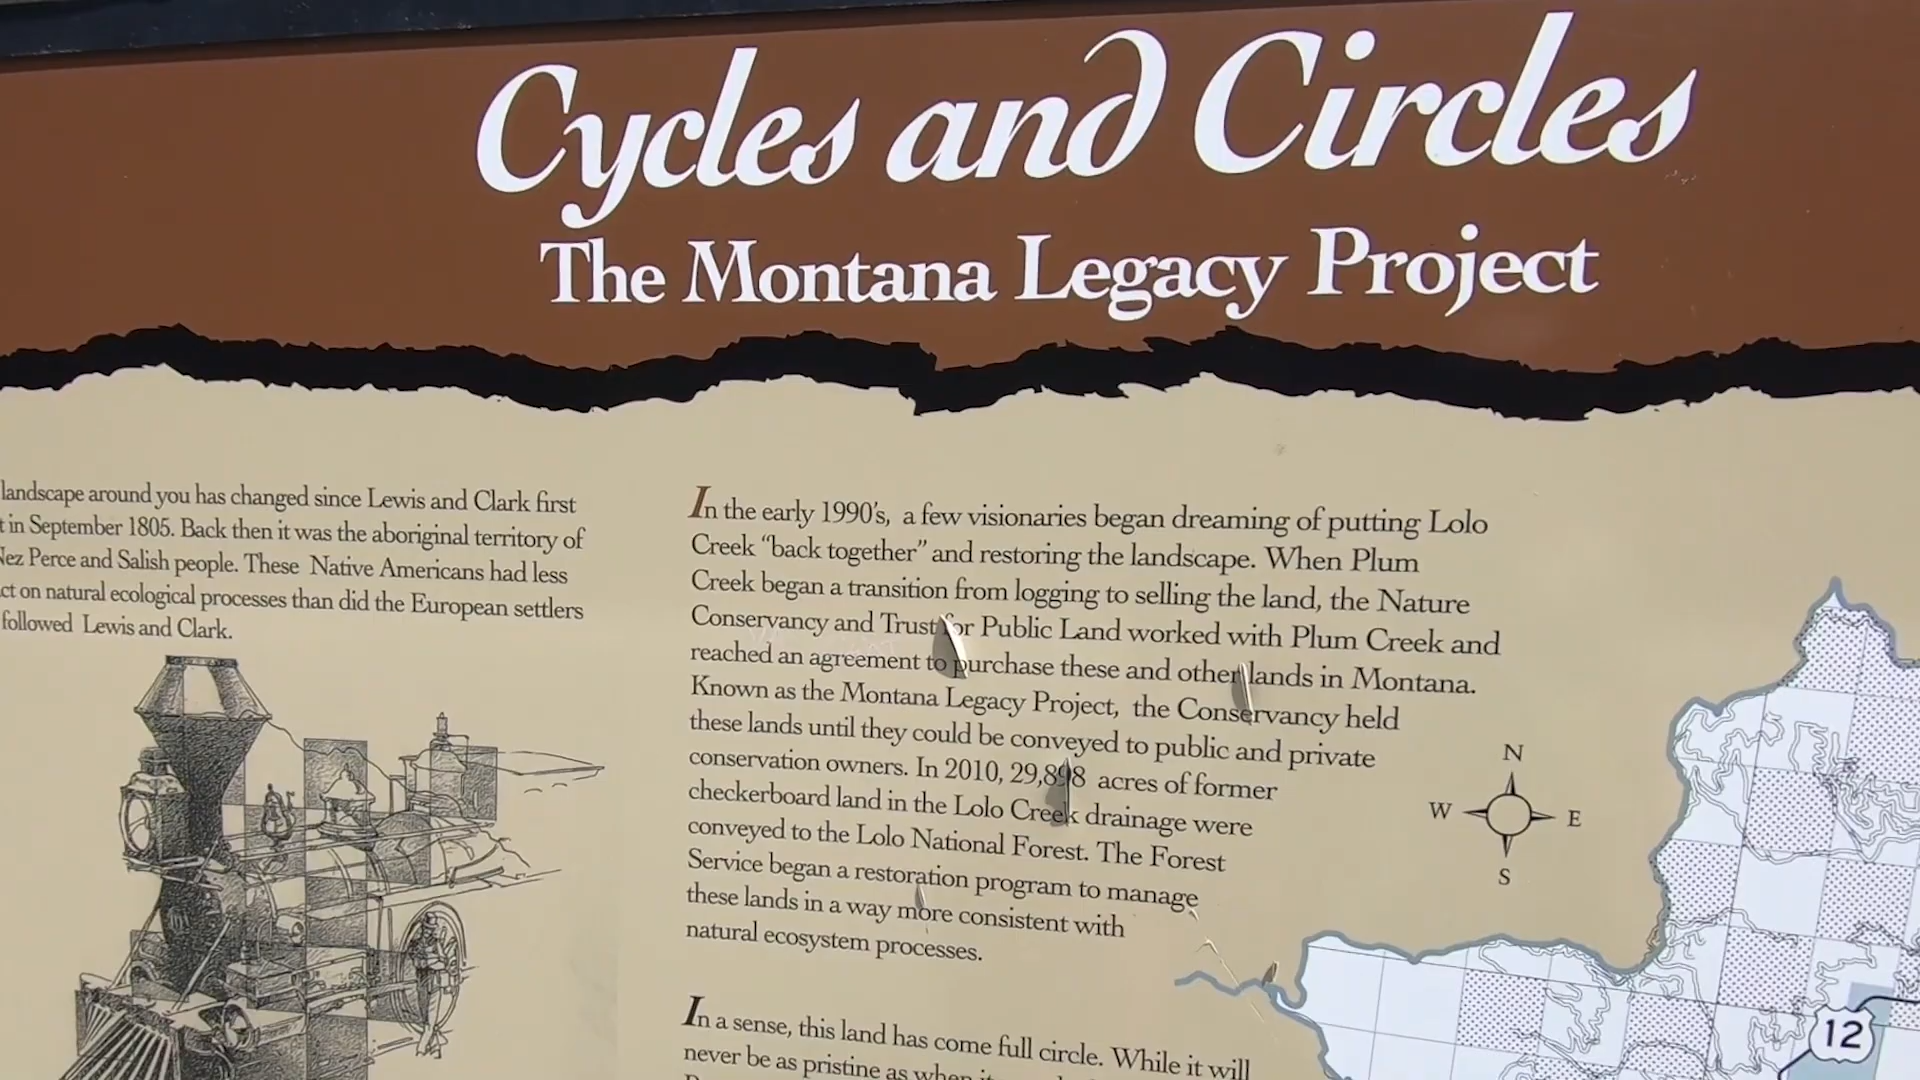 Cycles and Circles
The Montana Legacy Project
landscape around you has changed since Lewis and Clark first
in September 1805. Back then it was the aboriginal territory of
Nez Perce and Salish people. These Native Americans had less
on natural ecological processes than did the European settlers
followed Lewis and Clark.
In the early 1990's, a few visionaries began dreaming of putting Lolo
Creek “back together” and restoring the landscape. When Plum
Creek began a transition from logging to selling the land, the Nature
Conservancy and Trust for Public Land worked with Plum Creek and
reached an agreement to purchase these and other lands in Montana.
Known as the Montana Legacy Project, the Conservancy held
these lands until they could be conveyed to public and private
conservation owners. In 2010, 29,898 acres of former
checkerboard land in the Lolo Creek drainage were
conveyed to the Lolo National Forest. The Forest
Service began a restoration program to manage
these lands in a way more consistent with
natural ecosystem processes.
In a sense, this land has come full circle. While it will
never be as pristine as when
N
W E
S
12